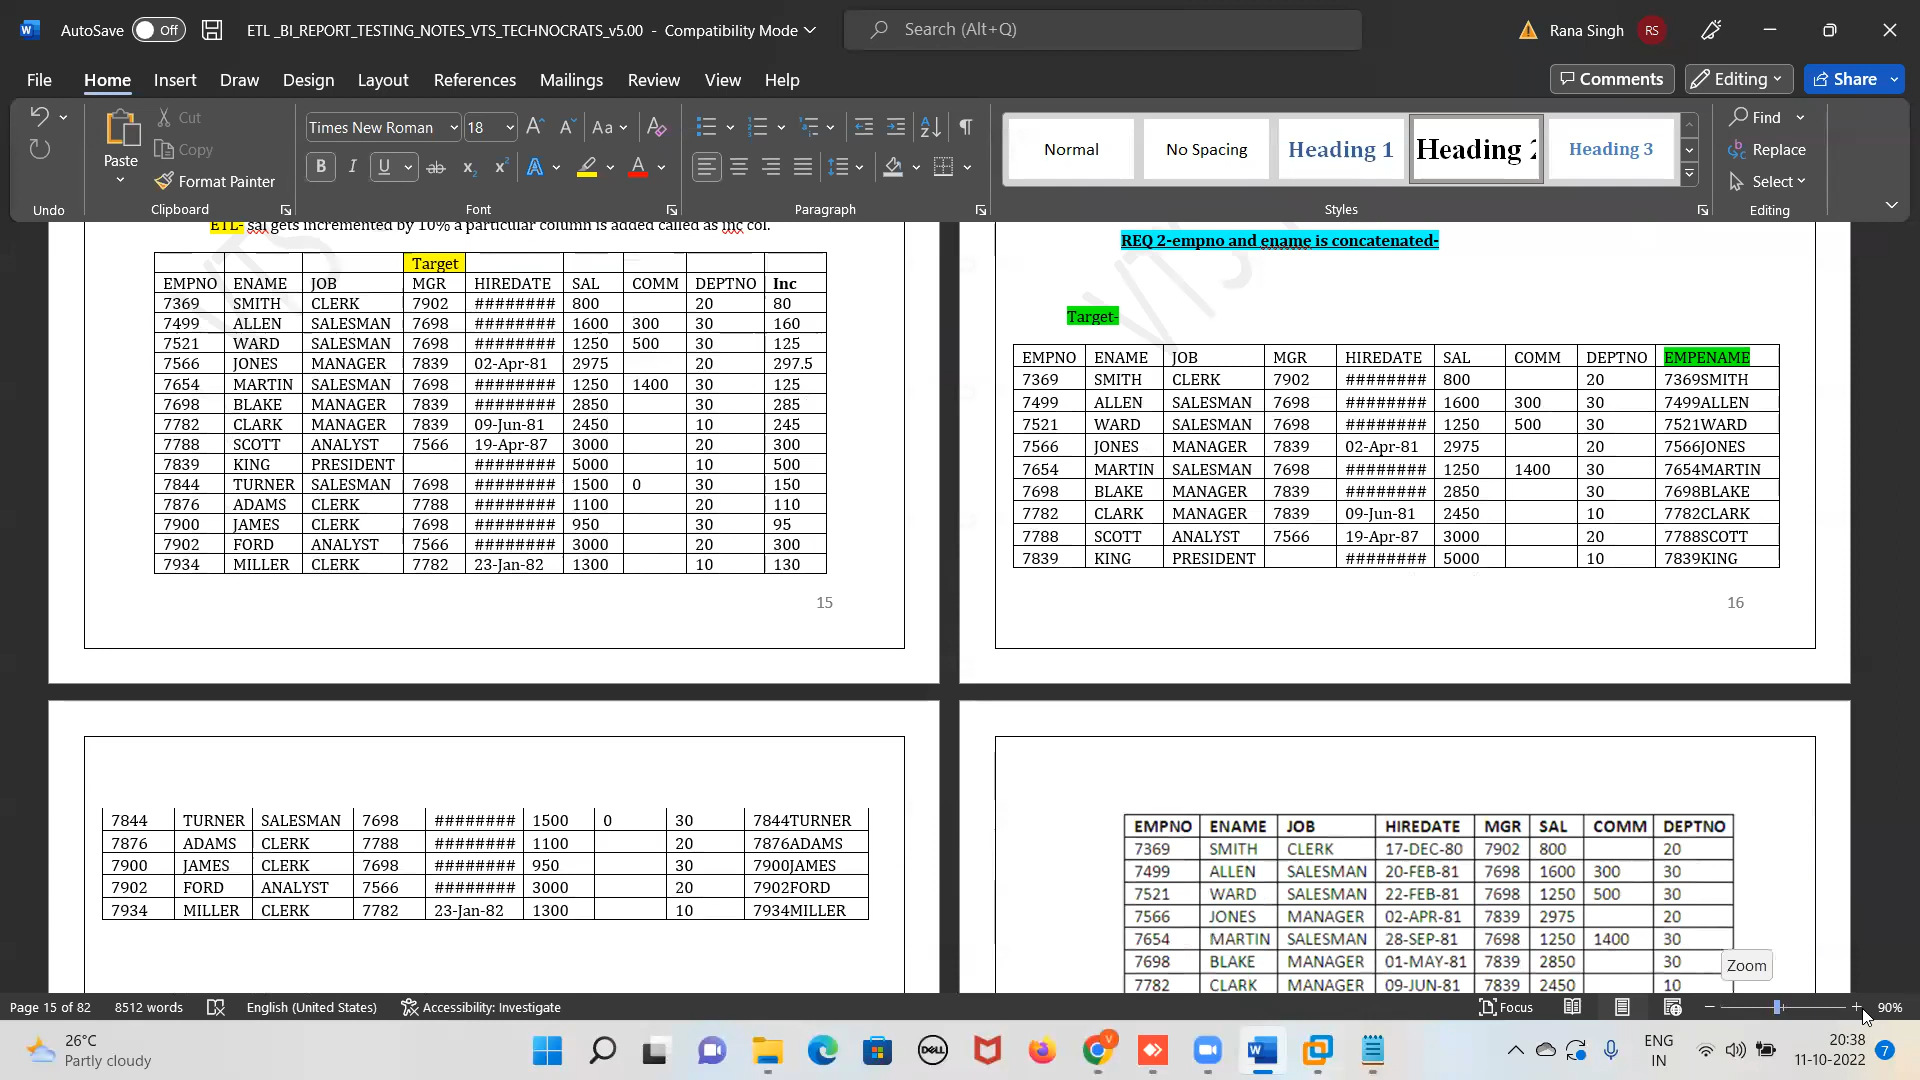 AutoSave Off ETL _BI_REPORT_TESTING_NOTES_VTS_TECHNOCRATS_v5.00 - Compatibility Mode Search (Alt+Q) Rana Singh RS
File Home Insert Draw Design Layout References Mailings Review View Help Comments Editing Share
Paste Cut Copy Format Painter Times New Roman 18 Normal No Spacing Heading 1 Heading 2 Heading 3 Find Replace Select
Undo Clipboard Font Paragraph Styles Editing
ETL- sal gets incremented by 10% a particular column is added called as inc col.
Target
EMPNO ENAME JOB MGR HIREDATE SAL COMM DEPTNO Inc
7369 SMITH CLERK 7902 ######## 800 20 80
7499 ALLEN SALESMAN 7698 ######## 1600 300 30 160
7521 WARD SALESMAN 7698 ######## 1250 500 30 125
7566 JONES MANAGER 7839 02-Apr-81 2975 20 297.5
7654 MARTIN SALESMAN 7698 ######## 1250 1400 30 125
7698 BLAKE MANAGER 7839 ######## 2850 30 285
7782 CLARK MANAGER 7839 09-Jun-81 2450 10 245
7788 SCOTT ANALYST 7566 19-Apr-87 3000 20 300
7839 KING PRESIDENT ######## 5000 10 500
7844 TURNER SALESMAN 7698 ######## 1500 0 30 150
7876 ADAMS CLERK 7788 ######## 1100 20 110
7900 JAMES CLERK 7698 ######## 950 30 95
7902 FORD ANALYST 7566 ######## 3000 20 300
7934 MILLER CLERK 7782 23-Jan-82 1300 10 130
15
VTS
REQ 2-empno and ename is concatenated-
Target-
EMPNO ENAME JOB MGR HIREDATE SAL COMM DEPTNO EMPENAME
7369 SMITH CLERK 7902 ######## 800 20 7369SMITH
7499 ALLEN SALESMAN 7698 ######## 1600 300 30 7499ALLEN
7521 WARD SALESMAN 7698 ######## 1250 500 30 7521WARD
7566 JONES MANAGER 7839 02-Apr-81 2975 20 7566JONES
7654 MARTIN SALESMAN 7698 ######## 1250 1400 30 7654MARTIN
7698 BLAKE MANAGER 7839 ######## 2850 30 7698BLAKE
7782 CLARK MANAGER 7839 09-Jun-81 2450 10 7782CLARK
7788 SCOTT ANALYST 7566 19-Apr-87 3000 20 7788SCOTT
7839 KING PRESIDENT ######## 5000 10 7839KING
16
VTS
7844 TURNER SALESMAN 7698 ######## 1500 0 30 7844TURNER
7876 ADAMS CLERK 7788 ######## 1100 20 7876ADAMS
7900 JAMES CLERK 7698 ######## 950 30 7900JAMES
7902 FORD ANALYST 7566 ######## 3000 20 7902FORD
7934 MILLER CLERK 7782 23-Jan-82 1300 10 7934MILLER
EMPNO ENAME JOB HIREDATE MGR SAL COMM DEPTNO
7369 SMITH CLERK 17-DEC-80 7902 800 20
7499 ALLEN SALESMAN 20-FEB-81 7698 1600 300 30
7521 WARD SALESMAN 22-FEB-81 7698 1250 500 30
7566 JONES MANAGER 02-APR-81 7839 2975 20
7654 MARTIN SALESMAN 28-SEP-81 7698 1250 1400 30
7698 BLAKE MANAGER 01-MAY-81 7839 2850 30
7782 CLARK MANAGER 09-JUN-81 7839 2450 10
Zoom
Page 15 of 82 8512 words English (United States) Accessibility: Investigate Focus 90%
26°C
Partly cloudy
DELL
ENG
IN
20:38
11-10-2022
7